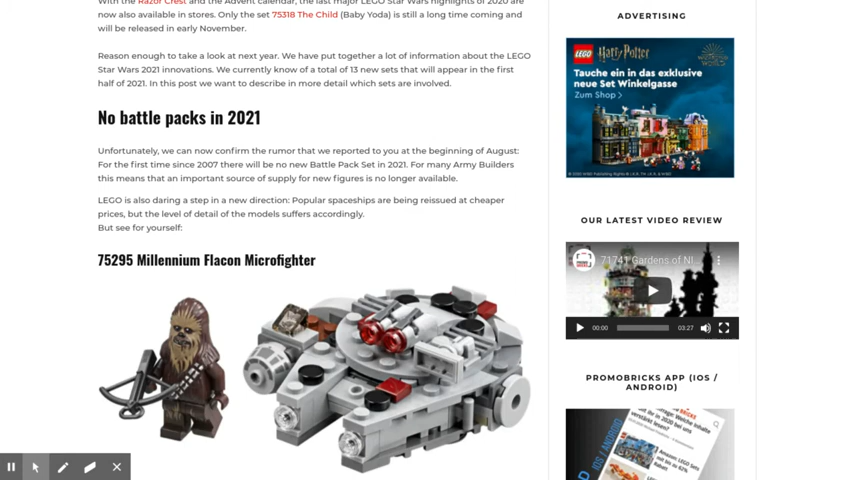 With the Razor Crest and the Advent calendar, the last major LEGO Star Wars highlights of 2020 are
now also available in stores. Only the set 75318 The Child (Baby Yoda) is still a long time coming and
will be released in early November.
Reason enough to take a look at next year. We have put together a lot of information about the LEGO
Star Wars 2021 innovations. We currently know of a total of 13 new sets that will appear in the first
half of 2021. In this post we want to describe in more detail which sets are involved.
No battle packs in 2021
Unfortunately, we can now confirm the rumor that we reported to you at the beginning of August:
For the first time since 2007 there will be no new Battle Pack Set in 2021. For many Army Builders
this means that an important source of supply for new figures is no longer available.
LEGO is also daring a step in a new direction: Popular spaceships are being reissued at cheaper
prices, but the level of detail of the models suffers accordingly.
But see for yourself:
75295 Millennium Flacon Microfighter
ADVERTISING
LEGO Harry Potter
WIZARDING WORLD
Tauche ein in das exklusive
neue Set Winkelgasse
Zum Shop >
OUR LATEST VIDEO REVIEW
71741 Gardens of NI...
00:00 03:27
PROMOBRICKS APP (IOS /
ANDROID)
IOS / ANDROID)